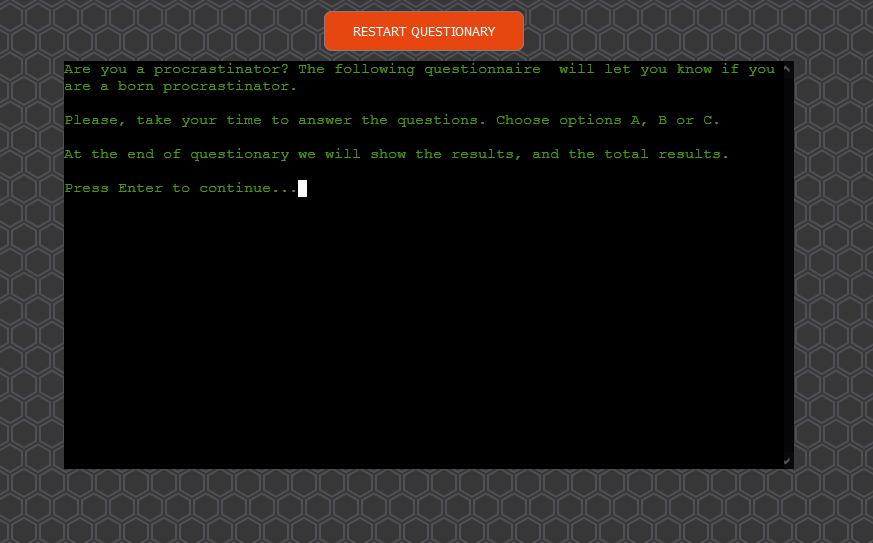 RESTART QUESTIONARY
Are you a procrastinator? The following questionnaire  will let you know if you
are a born procrastinator.
Please, take your time to answer the questions. Choose options A, B or C.
At the end of questionary we will show the results, and the total results.
Press Enter to continue...